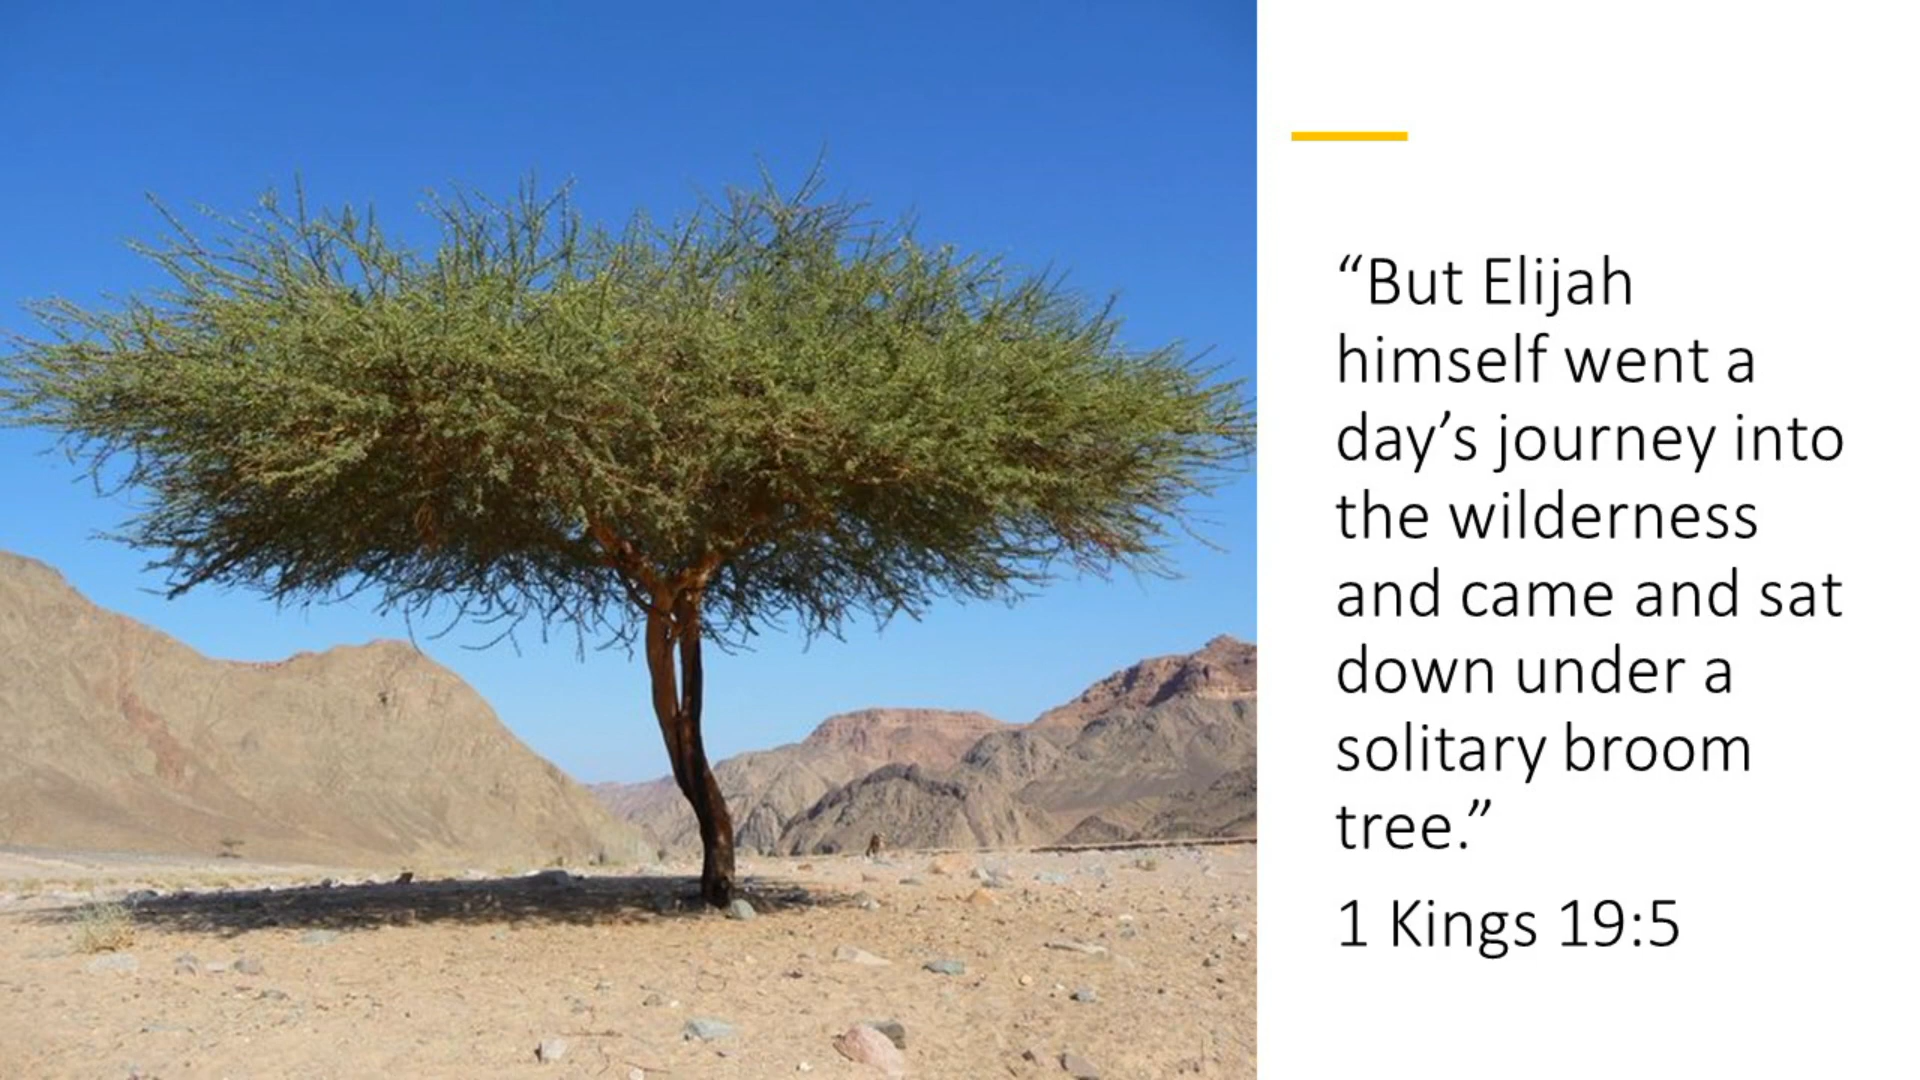 “But Elijah
himself went a
day’s journey into
the wilderness
and came and sat
down under a
solitary broom
tree.”
1 Kings 19:5